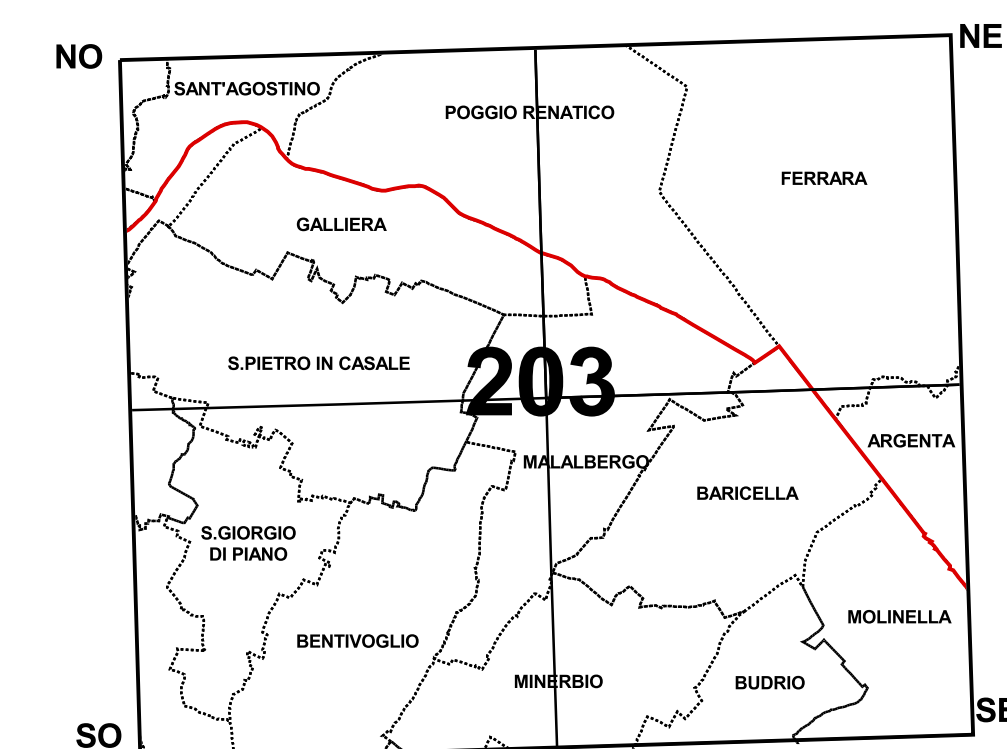 NO
NE
SANT'AGOSTINO
POGGIO RENATICO
FERRARA
GALLIERA
S.PIETRO IN CASALE
203
ARGENTA
MALALBERGO
BARICELLA
S.GIORGIO
DI PIANO
MOLINELLA
BENTIVOGLIO
MINERBIO
BUDRIO
SE
SO